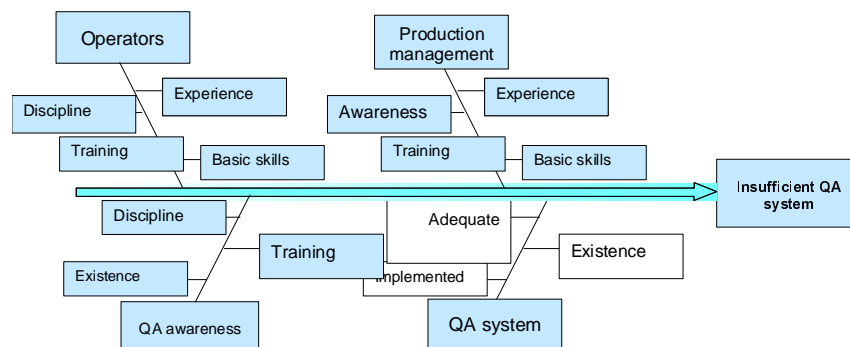 Operators
Production
management
Experience
Experience
Discipline
Awareness
Training
Basic skills
Training
Basic skills
Insufficient QA
system
Discipline
Adequate
Training
Existence
Existence
Implemented
QA awareness
QA system